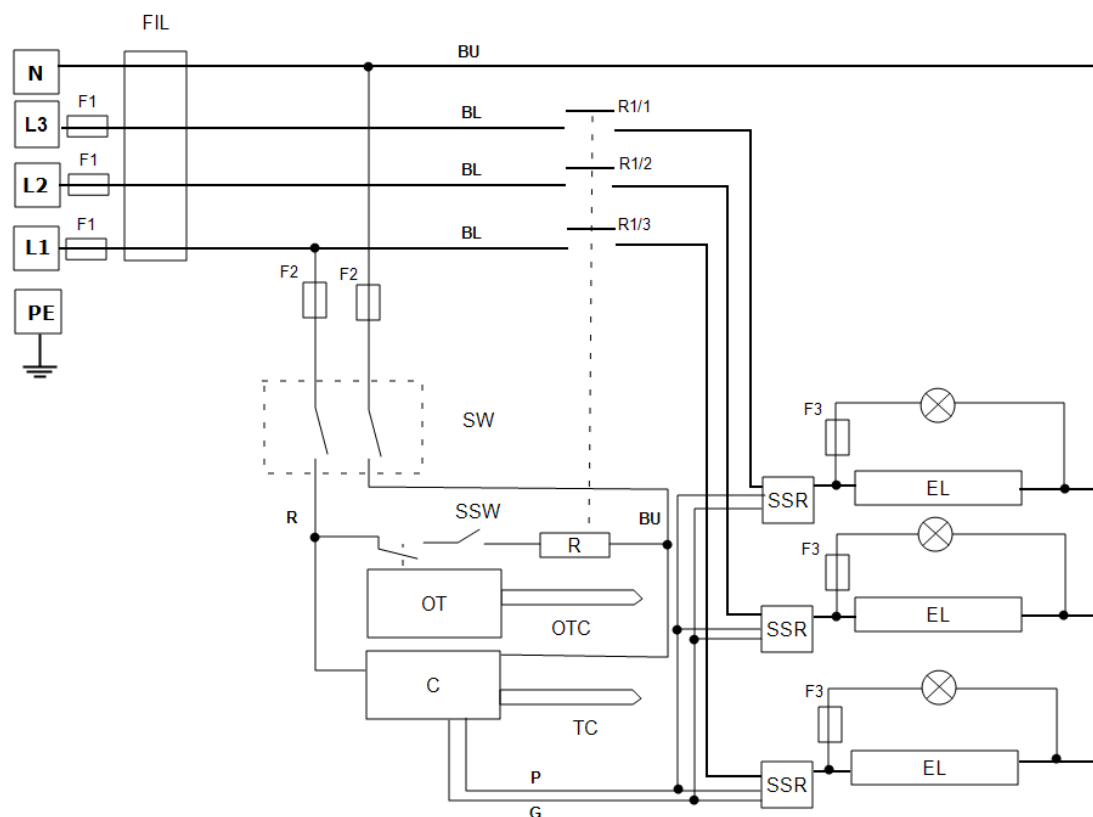 FIL
BU
N
F1
BL
R1/1
L3
F1
BL
R1/2
L2
F1
BL
R1/3
L1
F2
F2
PE
SW
F3
EL
SSR
R
SSW
BU
R
F3
OT
OTC
EL
SSR
C
F3
TC
EL
SSR
P
G